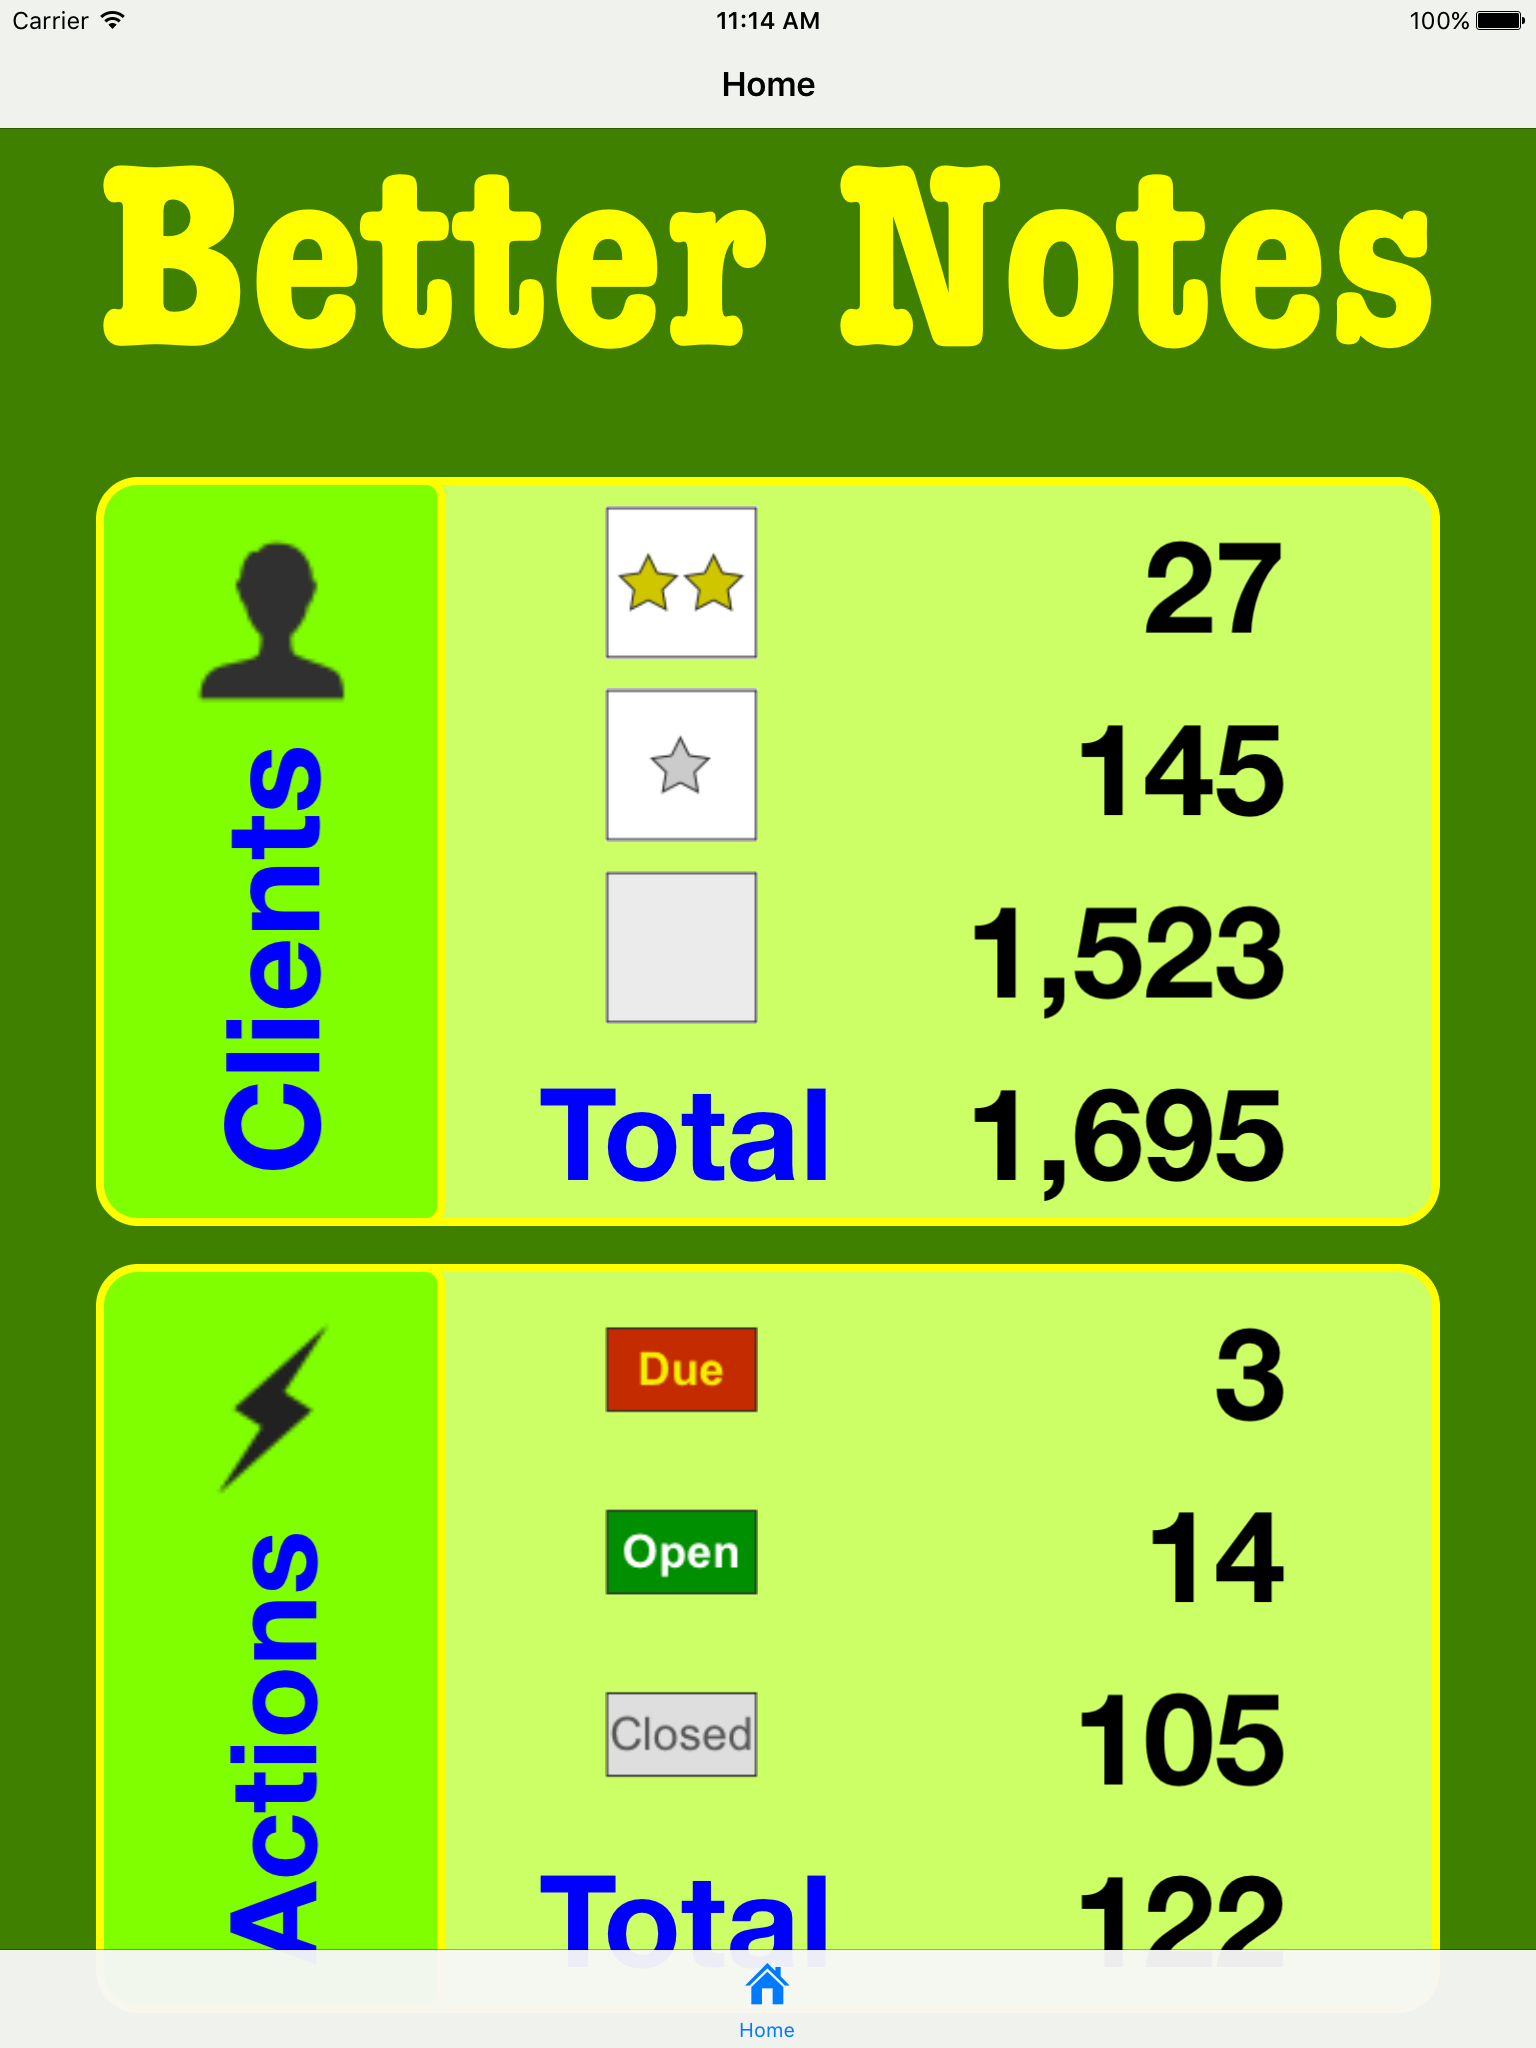 Carrier 11:14 AM 100%
Home
Better Notes
Clients
27
145
1,523
Total 1,695
Actions
Due 3
Open 14
Closed 105
Total 122
Home